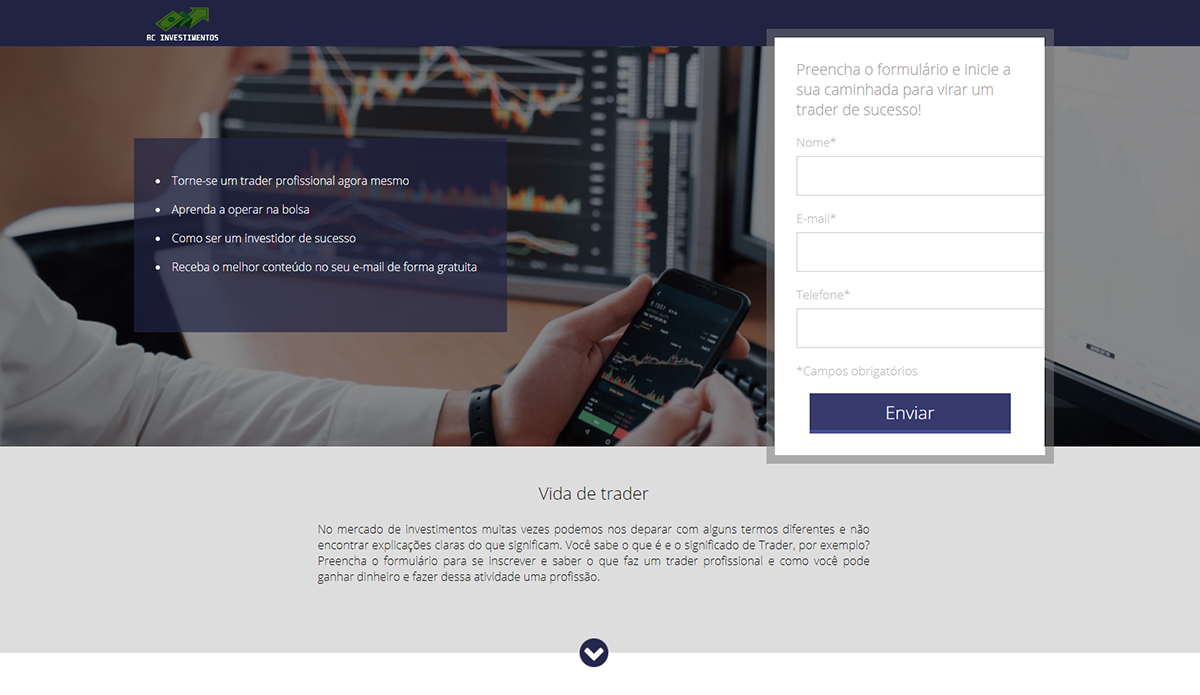 RC INVESTIMENTOS
Torne-se um trader profissional agora mesmo
Aprenda a operar na bolsa
Como ser um investidor de sucesso
Receba o melhor conteúdo no seu e-mail de forma gratuita
Preencha o formulário e inicie a
sua caminhada para virar um
trader de sucesso!
Nome*
E-mail*
Telefone*
*Campos obrigatórios
Enviar
Vida de trader
No mercado de investimentos muitas vezes podemos nos deparar com alguns termos diferentes e não
encontrar explicações claras do que significam. Você sabe o que é e o significado de Trader, por exemplo?
Preencha o formulário para se inscrever e saber o que faz um trader profissional e como você pode
ganhar dinheiro e fazer dessa atividade uma profissão.